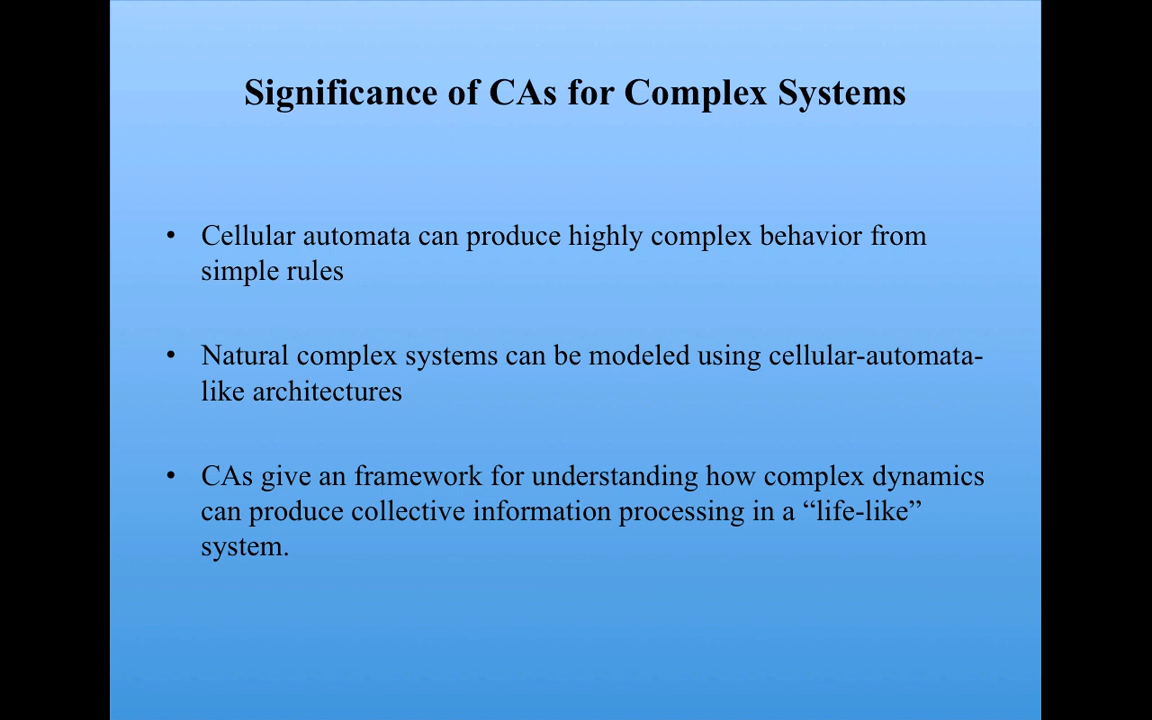 Significance of CAs for Complex Systems
• Cellular automata can produce highly complex behavior from
simple rules
• Natural complex systems can be modeled using cellular-automata-
like architectures
• CAs give an framework for understanding how complex dynamics
can produce collective information processing in a “life-like”
system.